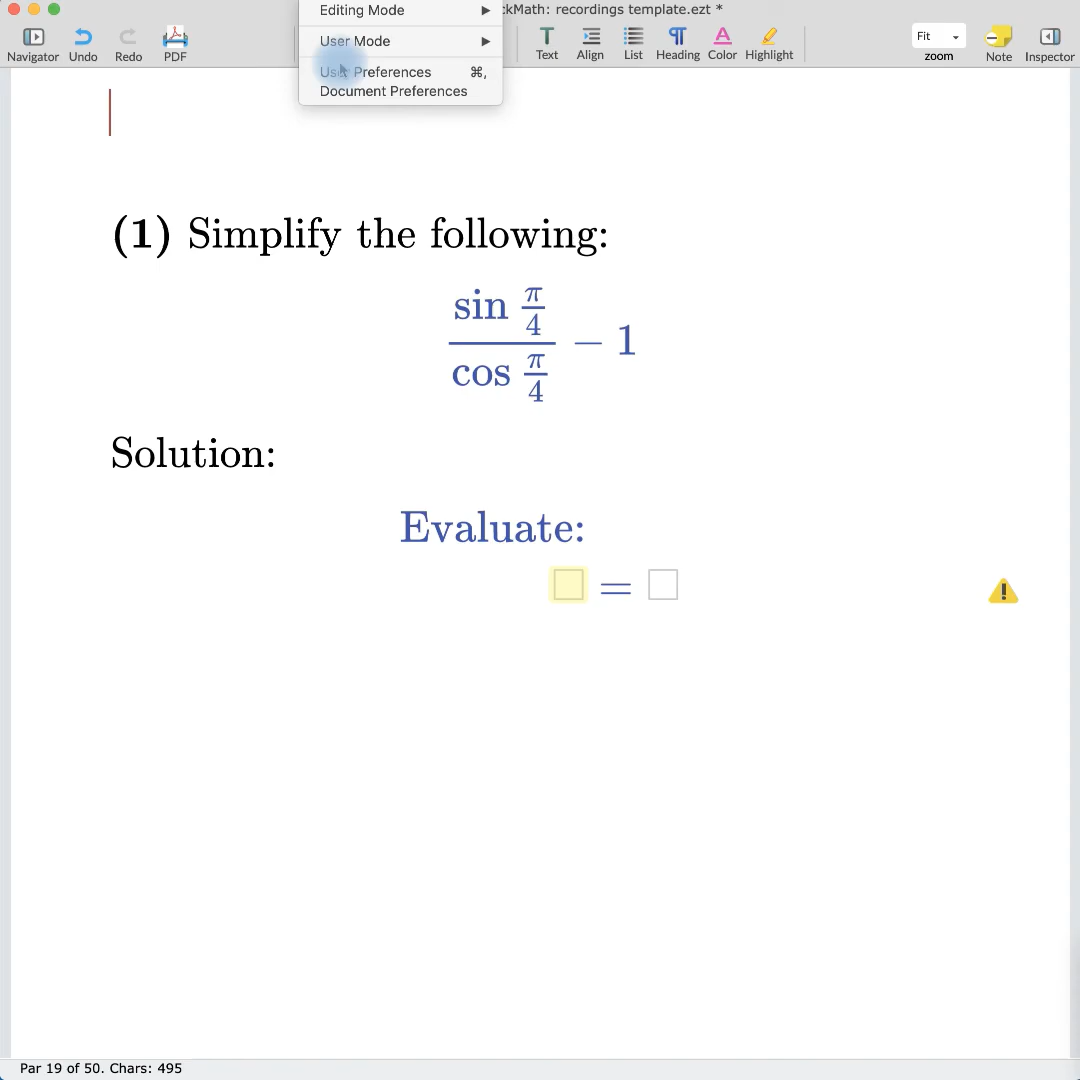 Editing Mode ▶
ckMath: recordings template.ezt *
User Mode ▶
User Preferences ⌘,
Document Preferences
Navigator Undo Redo PDF
Text Align List Heading Color Highlight
Fit
zoom
Note Inspector
(1) Simplify the following:
sin π/4
cos π/4
− 1
Solution:
Evaluate:
□ = □
Par 19 of 50. Chars: 495